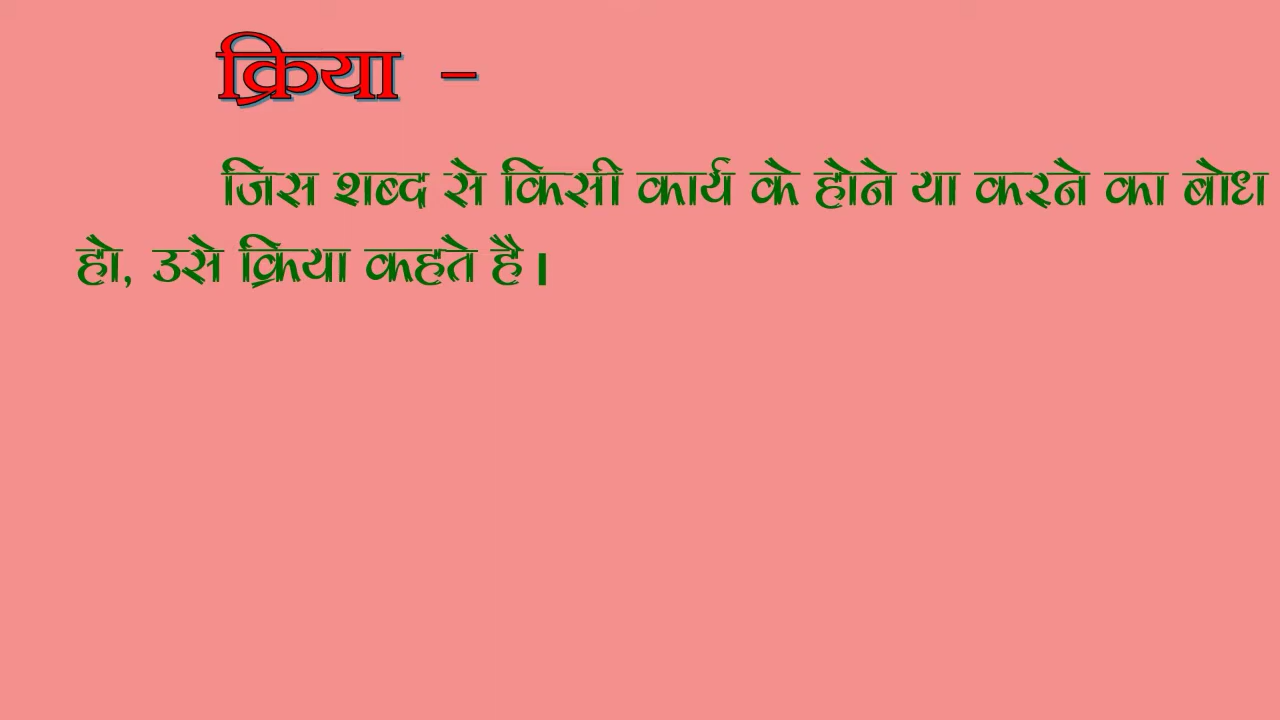 क्रिया -
जिस शब्द से किसी कार्य के होने या करने का बोध
हो, उसे क्रिया कहते है।